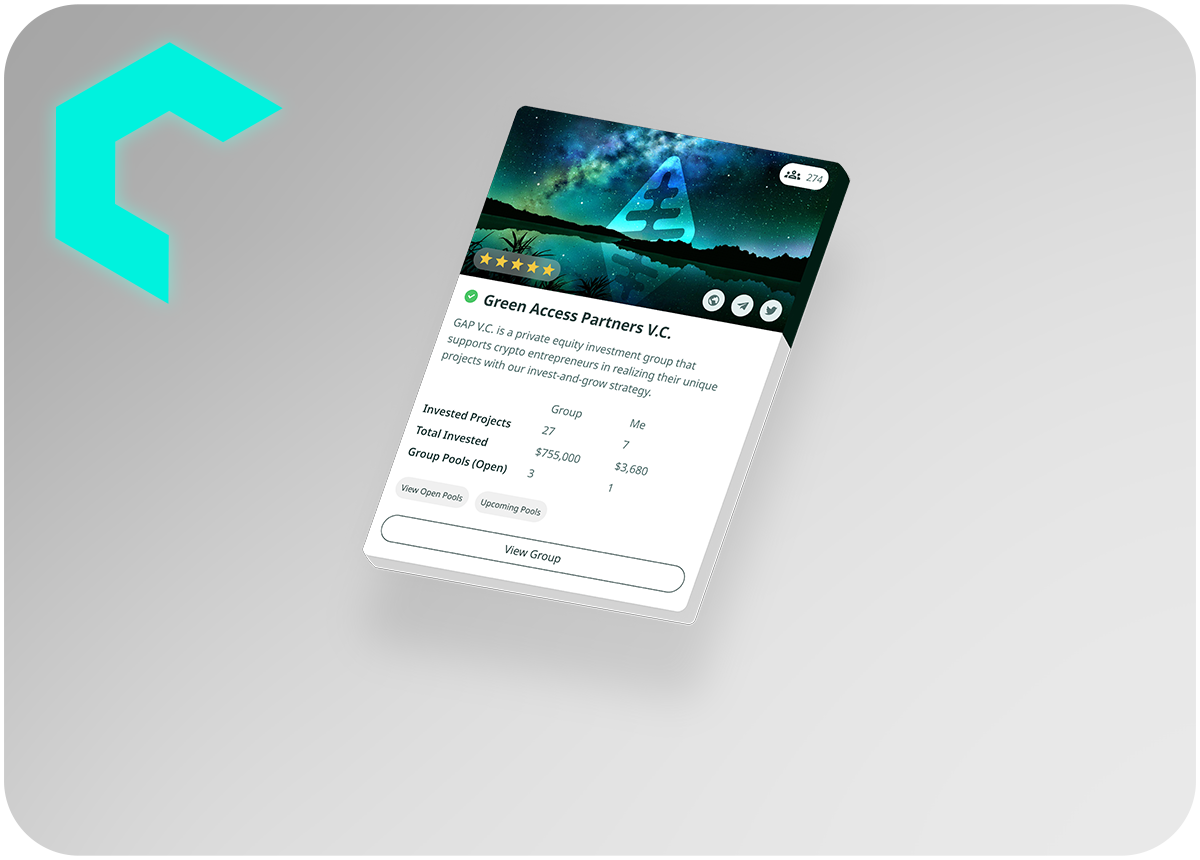 274
Green Access Partners V.C.
GAP V.C. is a private equity investment group that
supports crypto entrepreneurs in realizing their unique
projects with our invest-and-grow strategy.
Group Me
Invested Projects 27 7
Total Invested $755,000 $3,680
Group Pools (Open) 3 1
View Open Pools Upcoming Pools
View Group